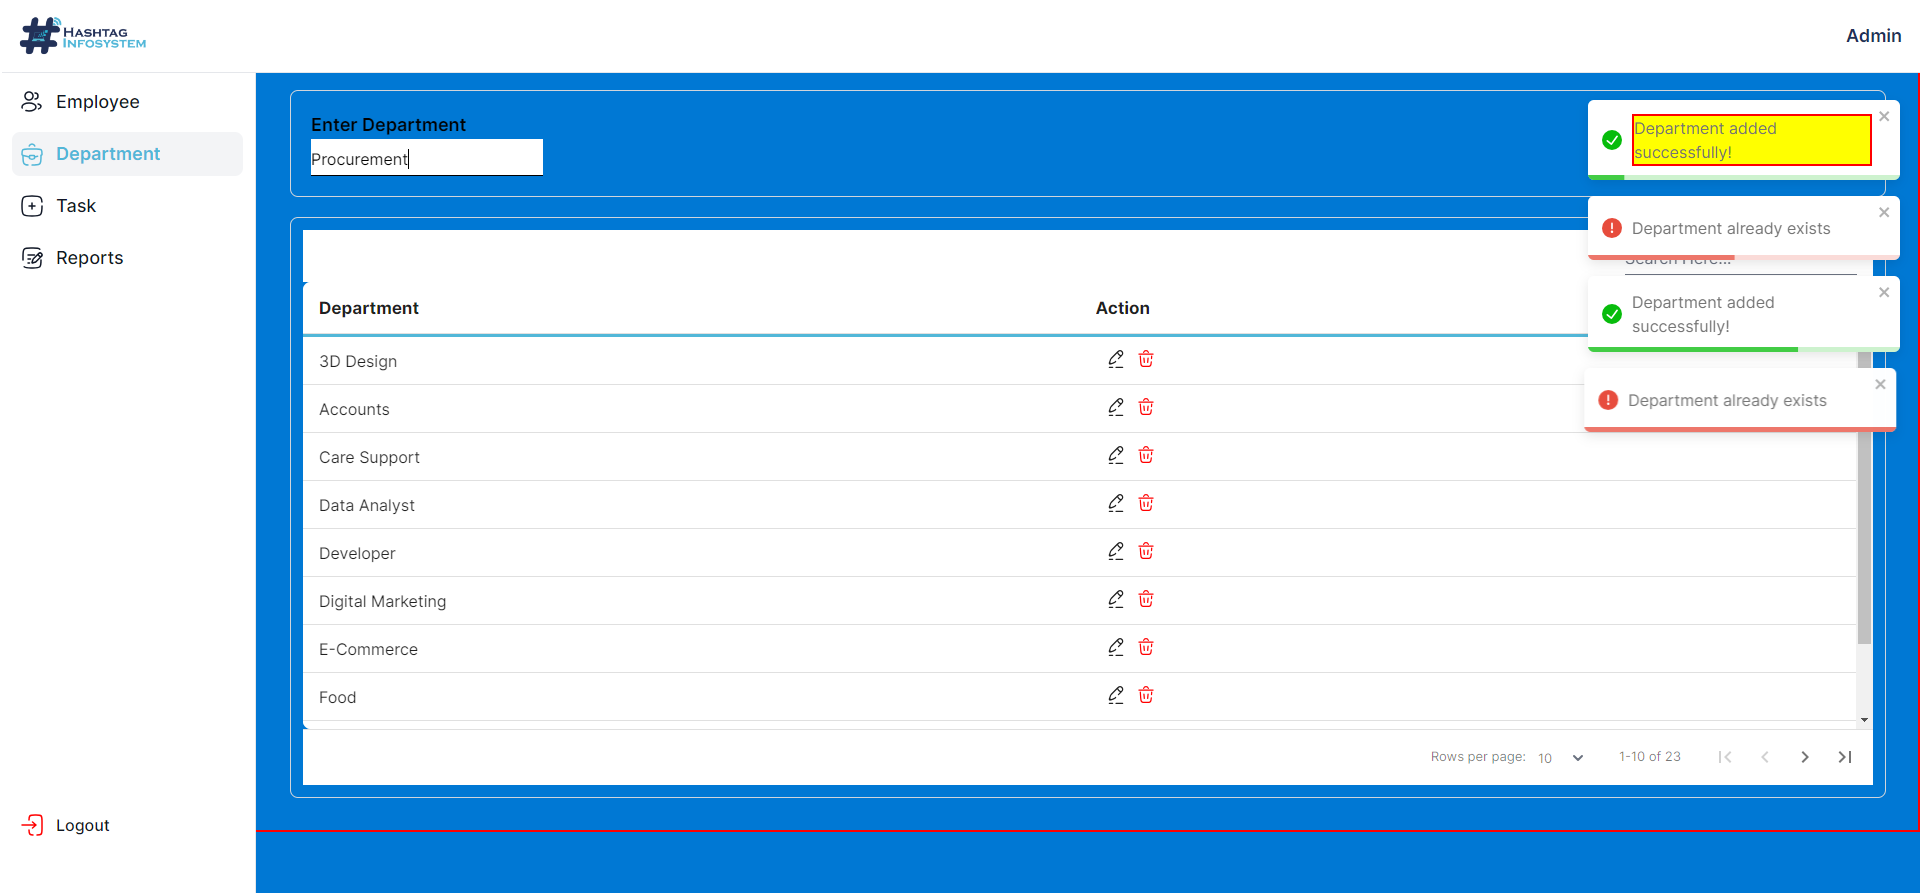 HASHTAG
INFOSYSTEM
Admin
Employee
Department
Task
Reports
Logout
Enter Department
Procurement
Department added
successfully!
Department already exists
Search Here...
Department added
successfully!
Department already exists
Department Action
3D Design
Accounts
Care Support
Data Analyst
Developer
Digital Marketing
E-Commerce
Food
Rows per page: 10 1-10 of 23